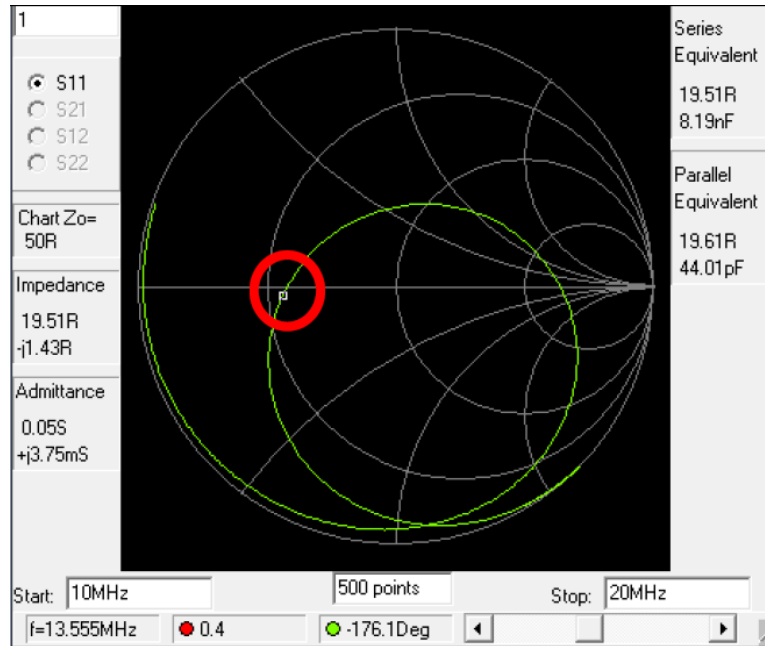 1
S11
S21
S12
S22
Chart Zo=
50R
Impedance
19.51R
-j1.43R
Admittance
0.05S
+j3.75mS
Series
Equivalent
19.51R
8.19nF
Parallel
Equivalent
19.61R
44.01pF
Start: 10MHz 500 points Stop: 20MHz
f=13.555MHz 0.4 -176.1Deg